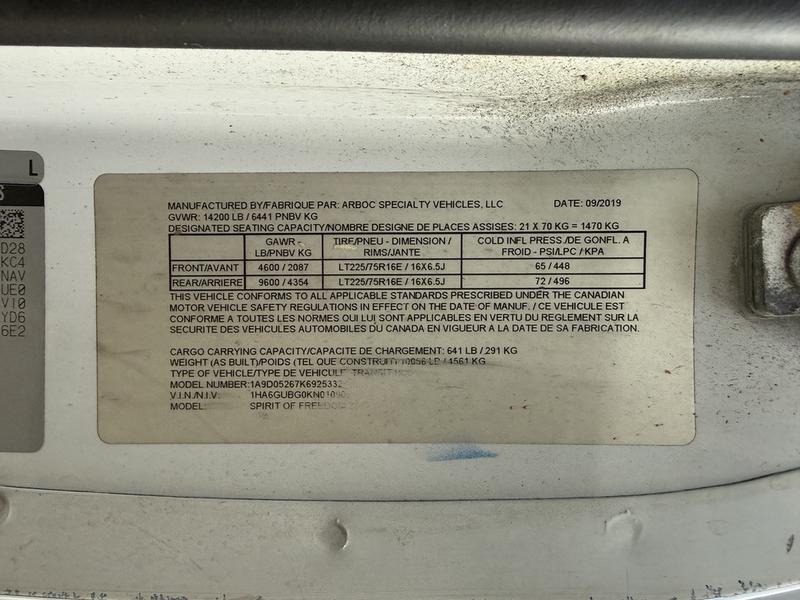 L
S
D28
KC4
NAV
UE0
V10
YD6
6E2
MANUFACTURED BY/FABRIQUE PAR: ARBOC SPECIALTY VEHICLES, LLC DATE: 09/2019
GVWR: 14200 LB / 6441 PNBV KG
DESIGNATED SEATING CAPACITY/NOMBRE DESIGNE DE PLACES ASSISES: 21 X 70 KG = 1470 KG
GAWR - TIRE/PNEU - DIMENSION / COLD INFL PRESS /DE GONFL. A
LB/PNBV KG RIMS/JANTE FROID - PSI/LPC / KPA
FRONT/AVANT 4600 / 2087 LT225/75R16E / 16X6.5J 65 / 448
REAR/ARRIERE 9600 / 4354 LT225/75R16E / 16X6.5J 72 / 496
THIS VEHICLE CONFORMS TO ALL APPLICABLE STANDARDS PRESCRIBED UNDER THE CANADIAN
MOTOR VEHICLE SAFETY REGULATIONS IN EFFECT ON THE DATE OF MANUF. / CE VEHICULE EST
CONFORME A TOUTES LES NORMES QUI LUI SONT APPLICABLES EN VERTU DU REGLEMENT SUR LA
SECURITE DES VEHICULES AUTOMOBILES DU CANADA EN VIGUEUR A LA DATE DE SA FABRICATION.
CARGO CARRYING CAPACITY/CAPACITE DE CHARGEMENT: 641 LB / 291 KG
WEIGHT (AS BUILT)/POIDS (TEL QUE CONSTRUIT) 10056 LB / 4561 KG
TYPE OF VEHICLE/TYPE DE VEHICULE TRANSIT
MODEL NUMBER:1A9D05267K6925332
V.I.N./N.I.V: 
MODEL: SPIRIT OF